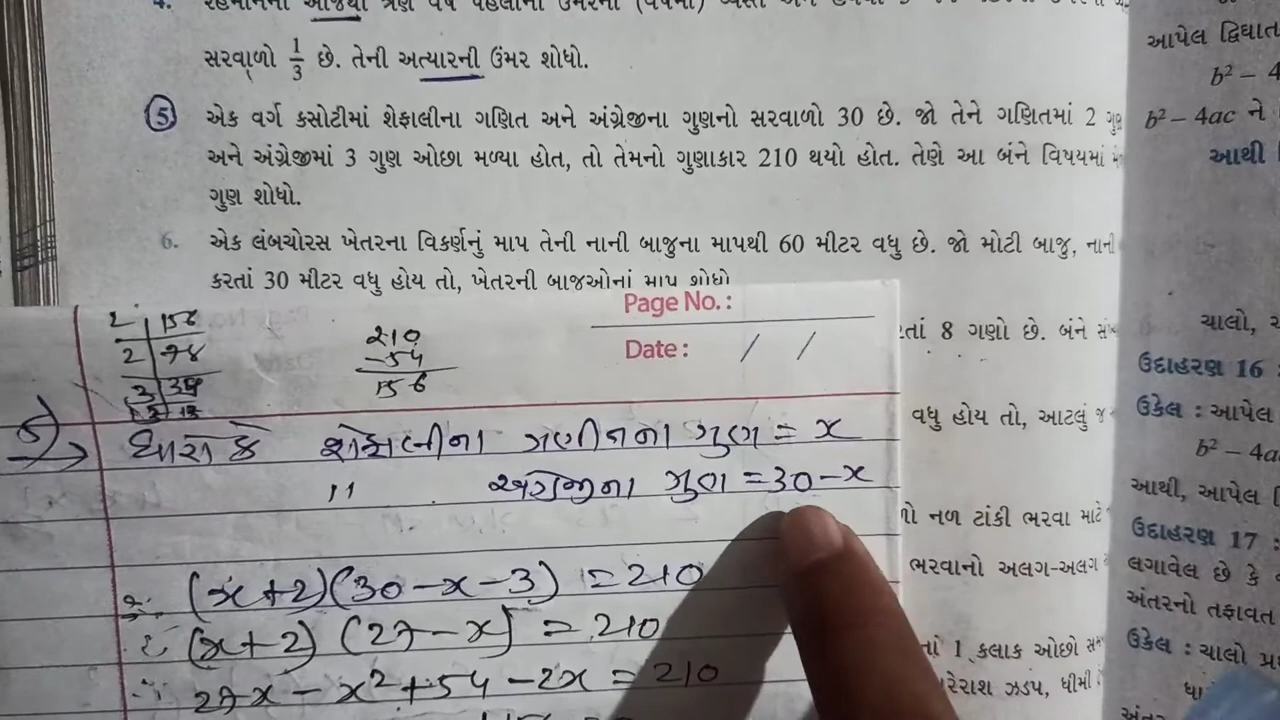 સરવાળો 1/3 છે. તેની અત્યારની ઉંમર શોધો.
(5) એક વર્ગ કસોટીમાં શેફાલીના ગણિત અને અંગ્રેજીના ગુણનો સરવાળો 30 છે. જો તેને ગણિતમાં 2
અને અંગ્રેજીમાં 3 ગુણ ઓછા મળ્યા હોત, તો તેમનો ગુણાકાર 210 થયો હોત. તેણે આ બંને વિષયમાં
ગુણ શોધો.
6. એક લંબચોરસ ખેતરના વિકર્ણનું માપ તેની નાની બાજુના માપથી 60 મીટર વધુ છે. જો મોટી બાજુ, નાની
કરતાં 30 મીટર વધુ હોય તો, ખેતરની બાજુઓનાં માપ શોધો
Page No.:
Date: / /
2 156
2 78
210
-54
156
5) ધારો કે શેફાલીના ગણીતના ગુણ = x
" અંગ્રેજીના ગુણ = 30 - x
∴ (x+2)(30-x-3) = 210
∴ (x+2) (27-x) = 210
∴ 27x - x² + 54 - 2x = 210
8 ગણો છે. બંને
વધુ હોય તો, આટલું જ
નળ ટાંકી ભરવા માટે
ભરવાનો અલગ-અલગ
1 કલાક ઓછો
ઝડપ, ધીમી
આપેલ દ્વિઘાત
b² – 4
b² – 4ac ને
આથી
ચાલો,
ઉદાહરણ 16 :
ઉકેલ : આપેલ
b² – 4a
આથી, આપેલ
ઉદાહરણ 17 :
લગાવેલ છે કે
અંતરનો તફાવત
ઉકેલ : ચાલો